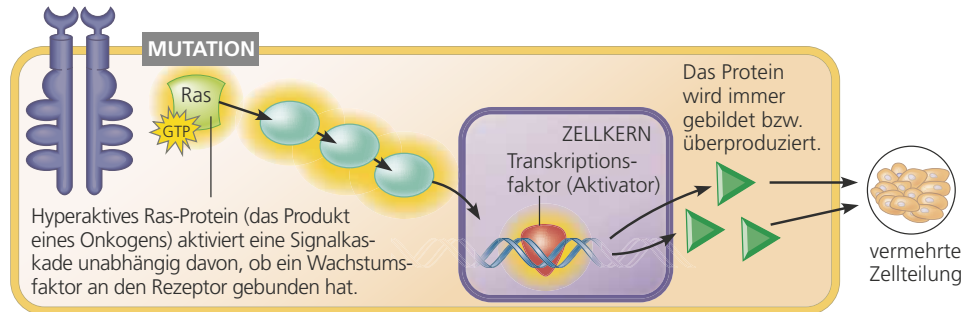 MUTATION
Ras
GTP
Hyperaktives Ras-Protein (das Produkt
eines Onkogens) aktiviert eine Signalkas-
kade unabhängig davon, ob ein Wachstums-
faktor an den Rezeptor gebunden hat.
ZELLKERN
Transkriptions-
faktor (Aktivator)
Das Protein
wird immer
gebildet bzw.
überproduziert.
vermehrte
Zellteilung